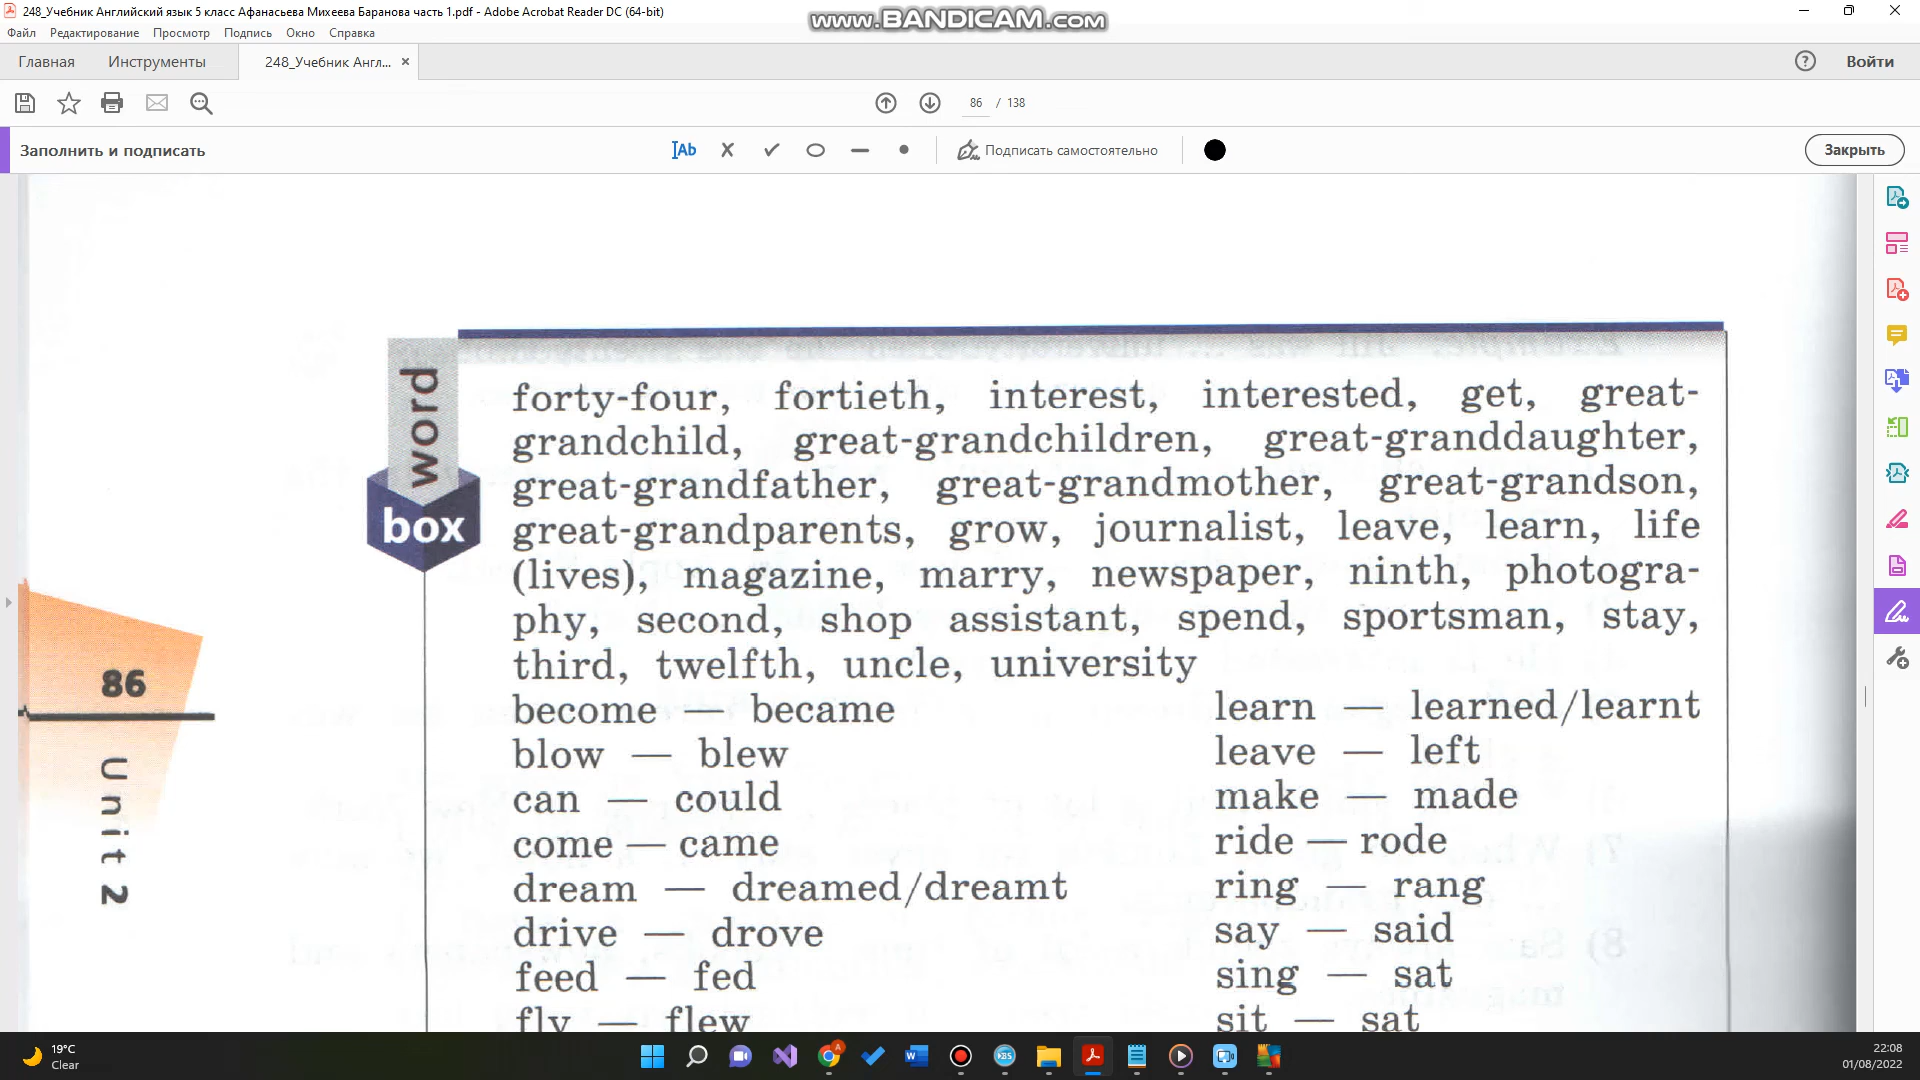 248_Учебник Английский язык 5 класс Афанасьева Михеева Баранова часть 1.pdf - Adobe Acrobat Reader DC (64-bit)
www.BANDICAM.com
Файл Редактирование Просмотр Подпись Окно Справка
Главная Инструменты 248_Учебник Англ... Войти
86 / 138
Заполнить и подписать Ab Подписать самостоятельно Закрыть
word
box
forty-four, fortieth, interest, interested, get, great-
grandchild, great-grandchildren, great-granddaughter,
great-grandfather, great-grandmother, great-grandson,
great-grandparents, grow, journalist, leave, learn, life
(lives), magazine, marry, newspaper, ninth, photogra-
phy, second, shop assistant, spend, sportsman, stay,
third, twelfth, uncle, university
become — became
blow — blew
can — could
come — came
dream — dreamed/dreamt
drive — drove
feed — fed
fly — flew
learn — learned/learnt
leave — left
make — made
ride — rode
ring — rang
say — said
sing — sat
sit — sat
86
Unit 2
19°C
Clear
22:08
01/08/2022